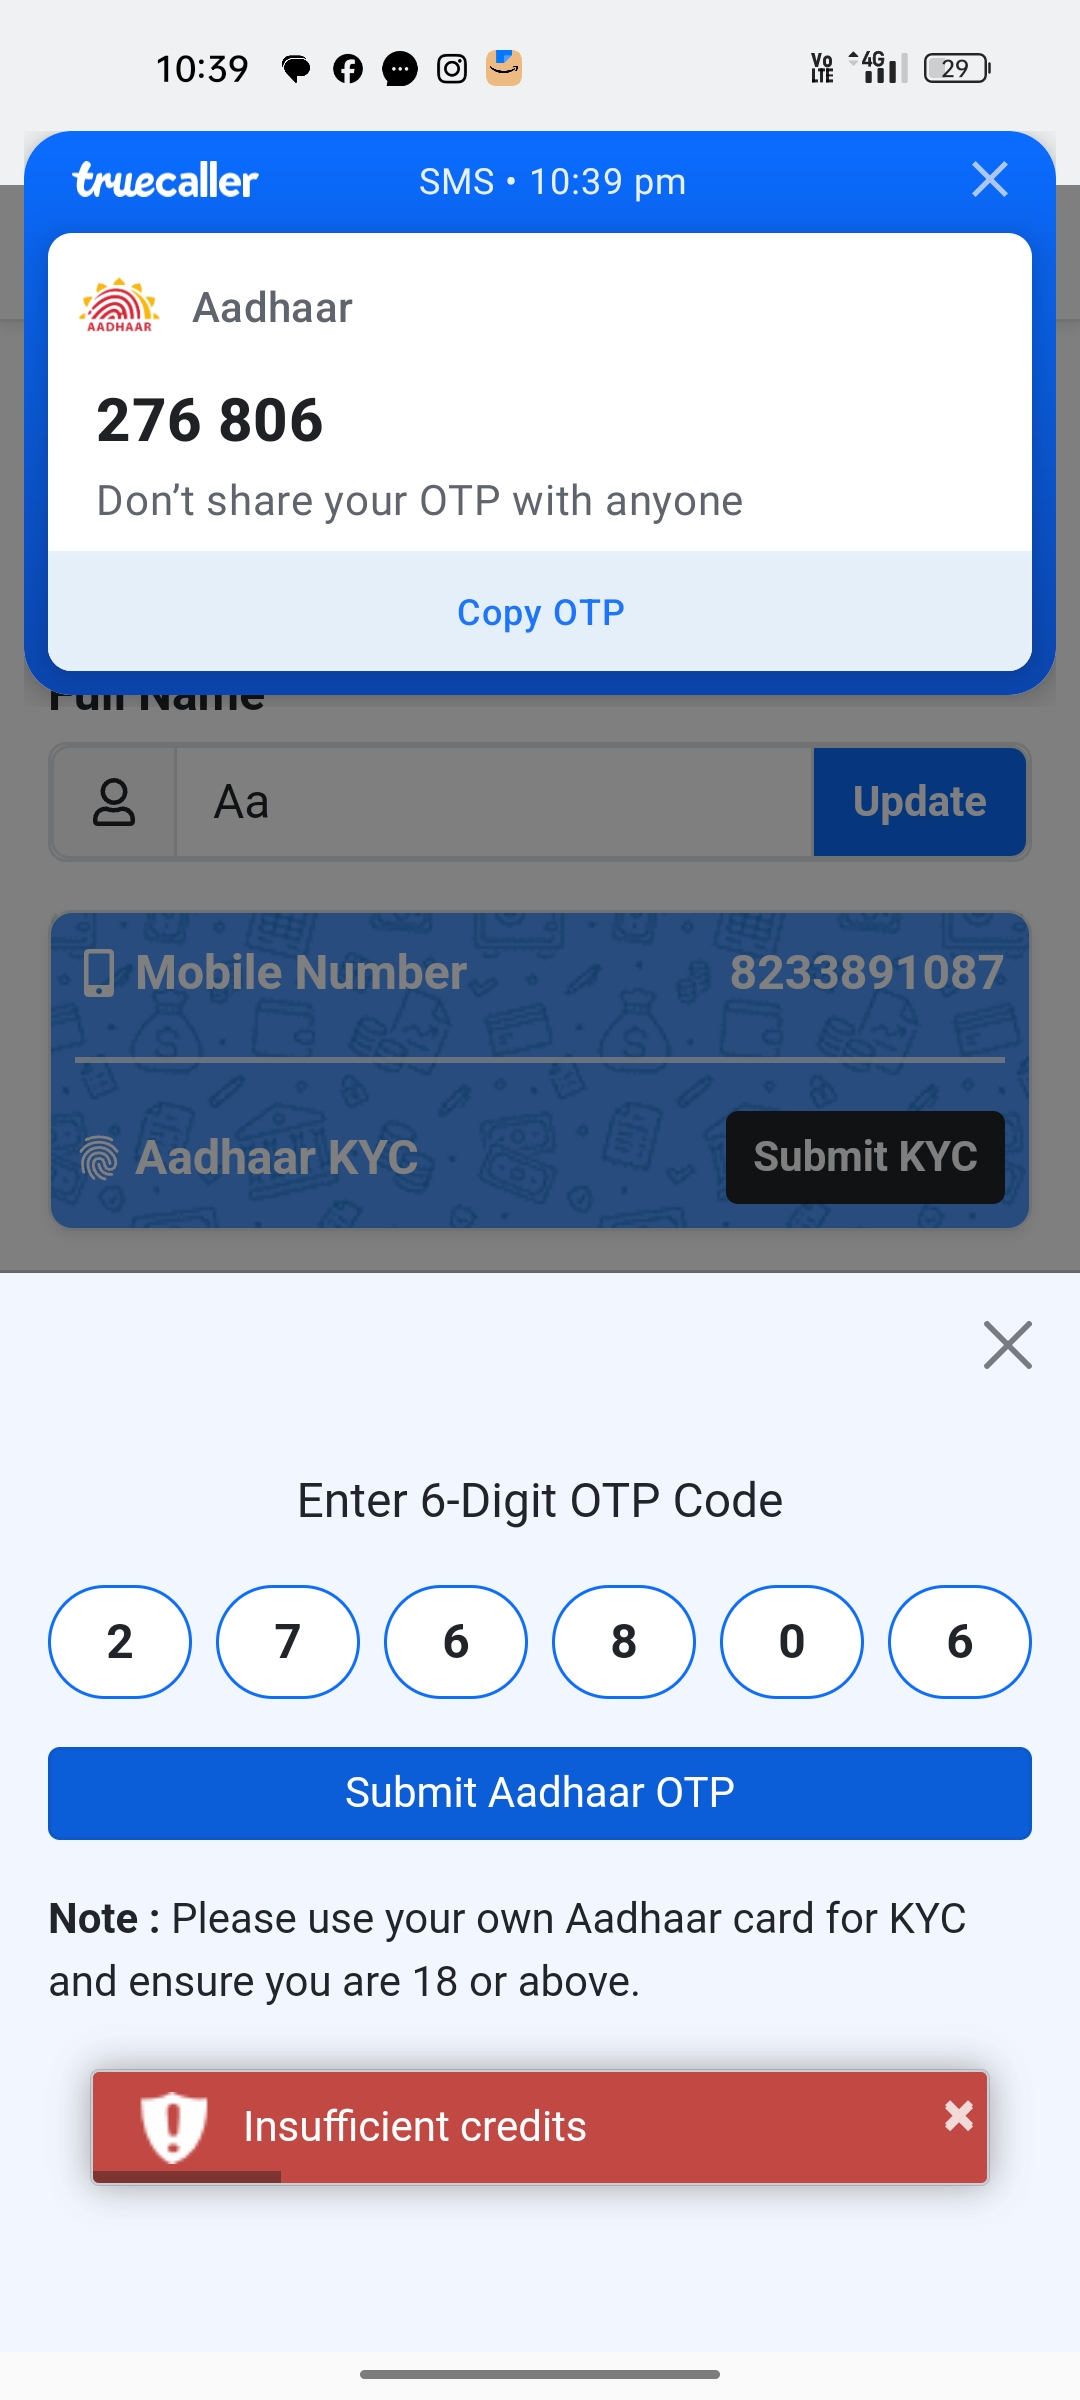 10:39
Vo LTE 4G 29
truecaller SMS • 10:39 pm
AADHAAR
Aadhaar
276 806
Don't share your OTP with anyone
Copy OTP
Full Name
Aa Update
Mobile Number 8233891087
Aadhaar KYC Submit KYC
Enter 6-Digit OTP Code
2 7 6 8 0 6
Submit Aadhaar OTP
Note : Please use your own Aadhaar card for KYC
and ensure you are 18 or above.
Insufficient credits